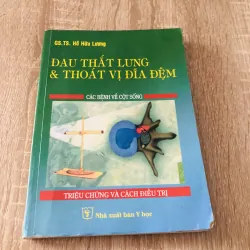 GS.TS. Hồ Hữu Lương
ĐAU THẮT LƯNG
& THOÁT VỊ ĐĨA ĐỆM
CÁC BỆNH VỀ CỘT SỐNG
TRIỆU CHỨNG VÀ CÁCH ĐIỀU TRỊ
Nhà xuất bản Y học